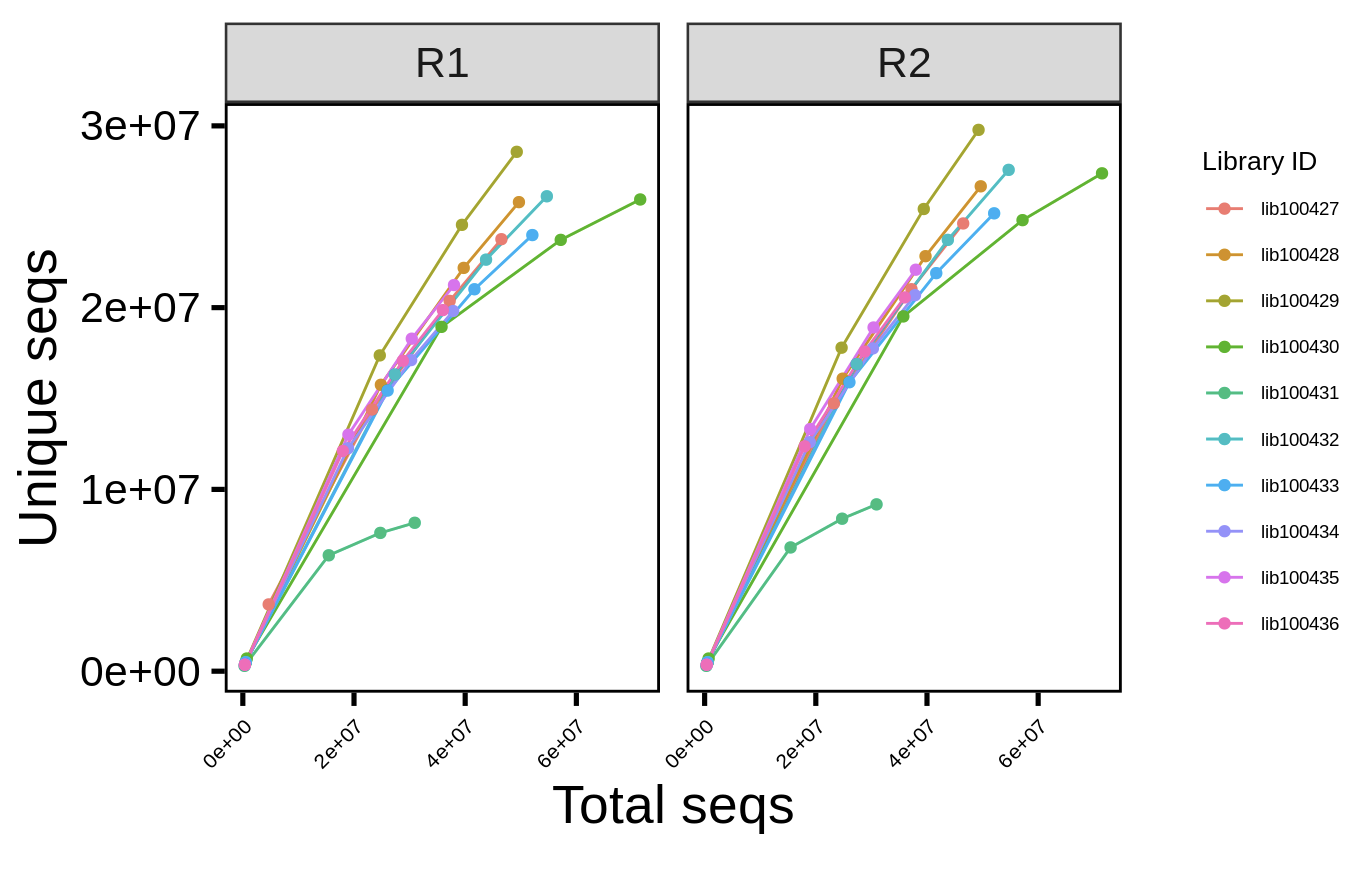 R1
R2
3e+07
2e+07
1e+07
0e+00
Unique seqs
0e+00
2e+07
4e+07
6e+07
0e+00
2e+07
4e+07
6e+07
Total seqs
Library ID
lib100427
lib100428
lib100429
lib100430
lib100431
lib100432
lib100433
lib100434
lib100435
lib100436